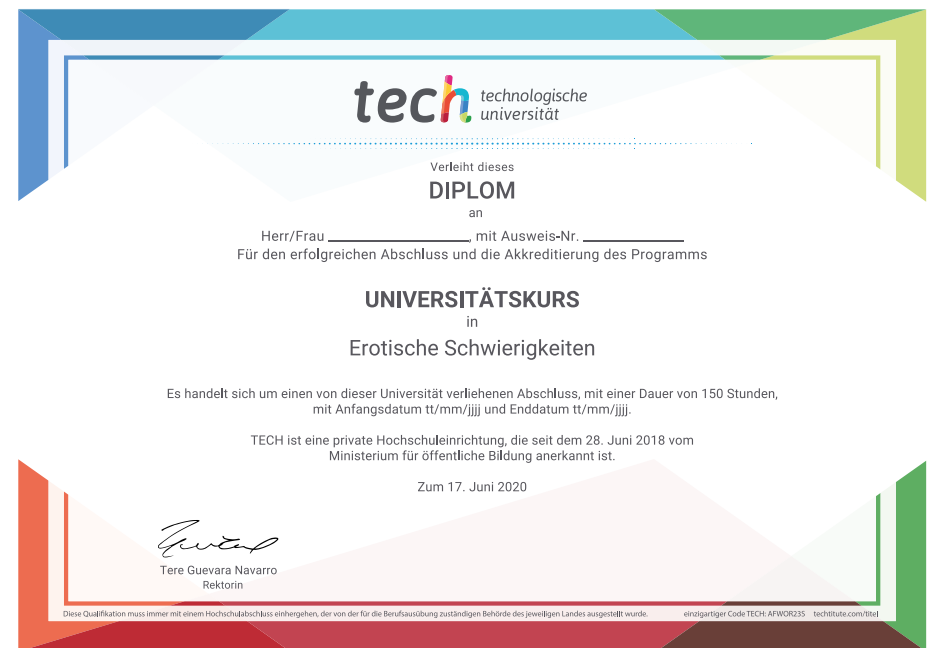 tech technologische
universität
Verleiht dieses
DIPLOM
an
Herr/Frau ____________________, mit Ausweis-Nr. ______________
Für den erfolgreichen Abschluss und die Akkreditierung des Programms
UNIVERSITÄTSKURS
in
Erotische Schwierigkeiten
Es handelt sich um einen von dieser Universität verliehenen Abschluss, mit einer Dauer von 150 Stunden,
mit Anfangsdatum tt/mm/jjjj und Enddatum tt/mm/jjjj.
TECH ist eine private Hochschuleinrichtung, die seit dem 28. Juni 2018 vom
Ministerium für öffentliche Bildung anerkannt ist.
Zum 17. Juni 2020
Tere Guevara Navarro
Rektorin
Diese Qualifikation muss immer mit einem Hochschulabschluss einhergehen, der von der für die Berufsausübung zuständigen Behörde des jeweiligen Landes ausgestellt wurde. einzigartiger Code TECH: AFWOR23S techtitute.com/titel